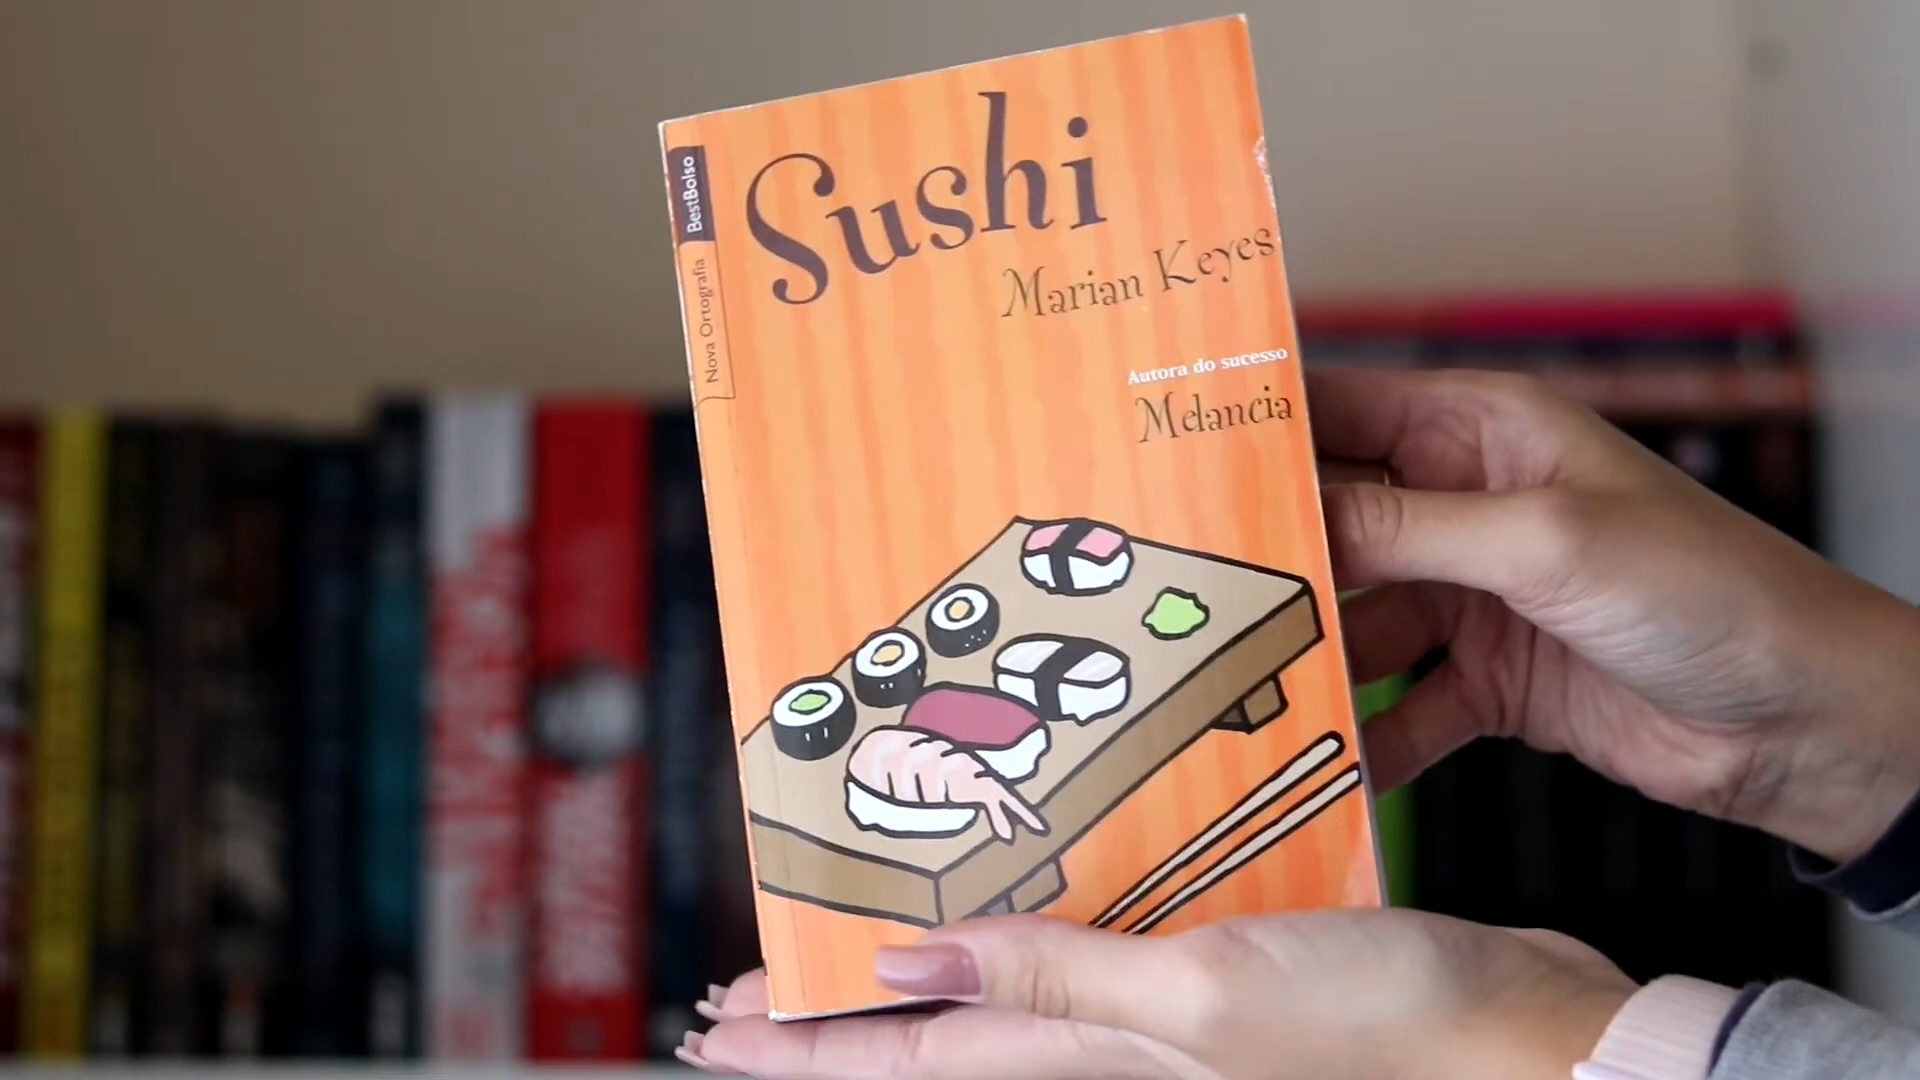 Sushi
Marian Keyes
Autora do sucesso
Melancia
BestBolso
Nova Ortografia